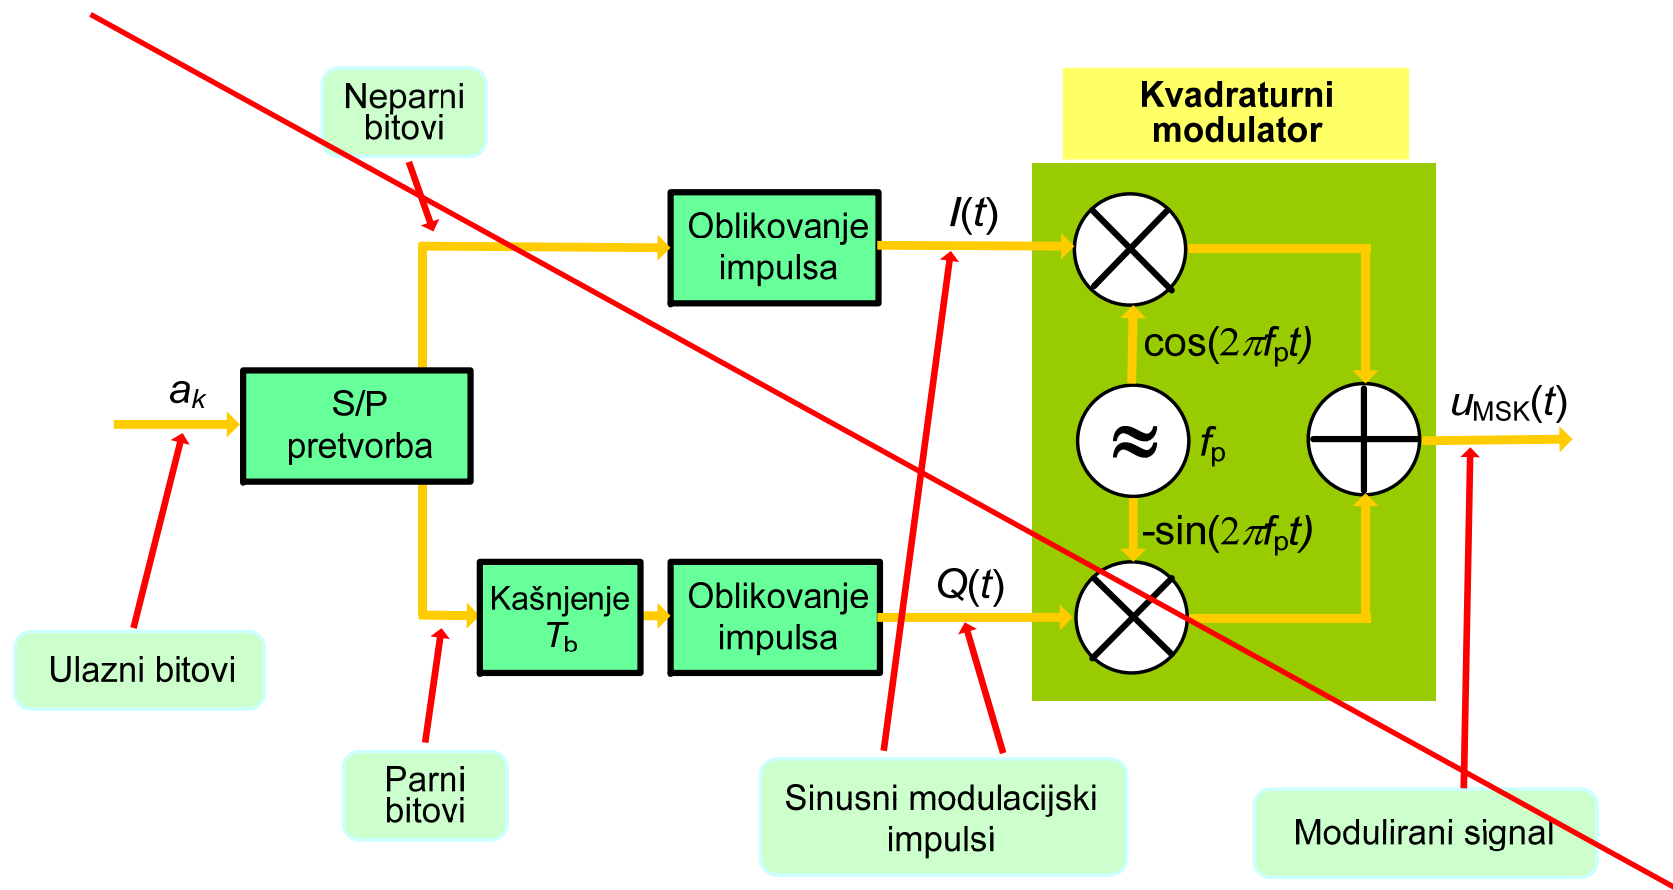 Neparni
bitovi
Kvadraturni
modulator
Oblikovanje
impulsa
I(t)
cos(2πfpt)
ak
S/P
pretvorba
≈
fp
uMSK(t)
-sin(2πfpt)
Kašnjenje
Tb
Oblikovanje
impulsa
Q(t)
Ulazni bitovi
Parni
bitovi
Sinusni modulacijski
impulsi
Modulirani signal